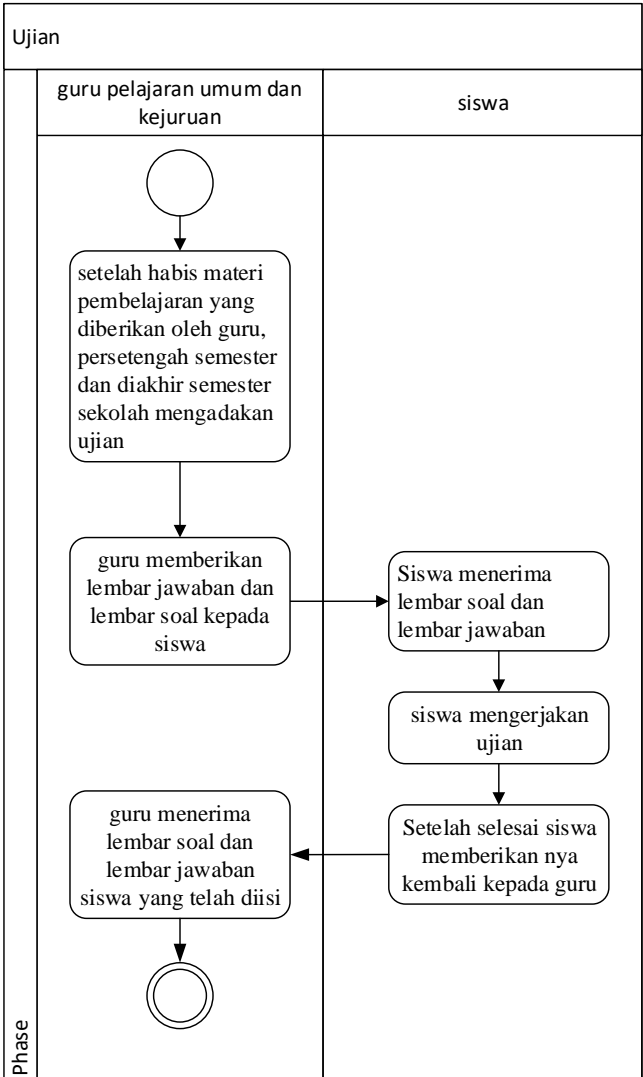 Ujian
guru pelajaran umum dan
kejuruan
siswa
setelah habis materi
pembelajaran yang
diberikan oleh guru,
persetengah semester
dan diakhir semester
sekolah mengadakan
ujian
guru memberikan
lembar jawaban dan
lembar soal kepada
siswa
Siswa menerima
lembar soal dan
lembar jawaban
siswa mengerjakan
ujian
Setelah selesai siswa
memberikan nya
kembali kepada guru
guru menerima
lembar soal dan
lembar jawaban
siswa yang telah diisi
Phase